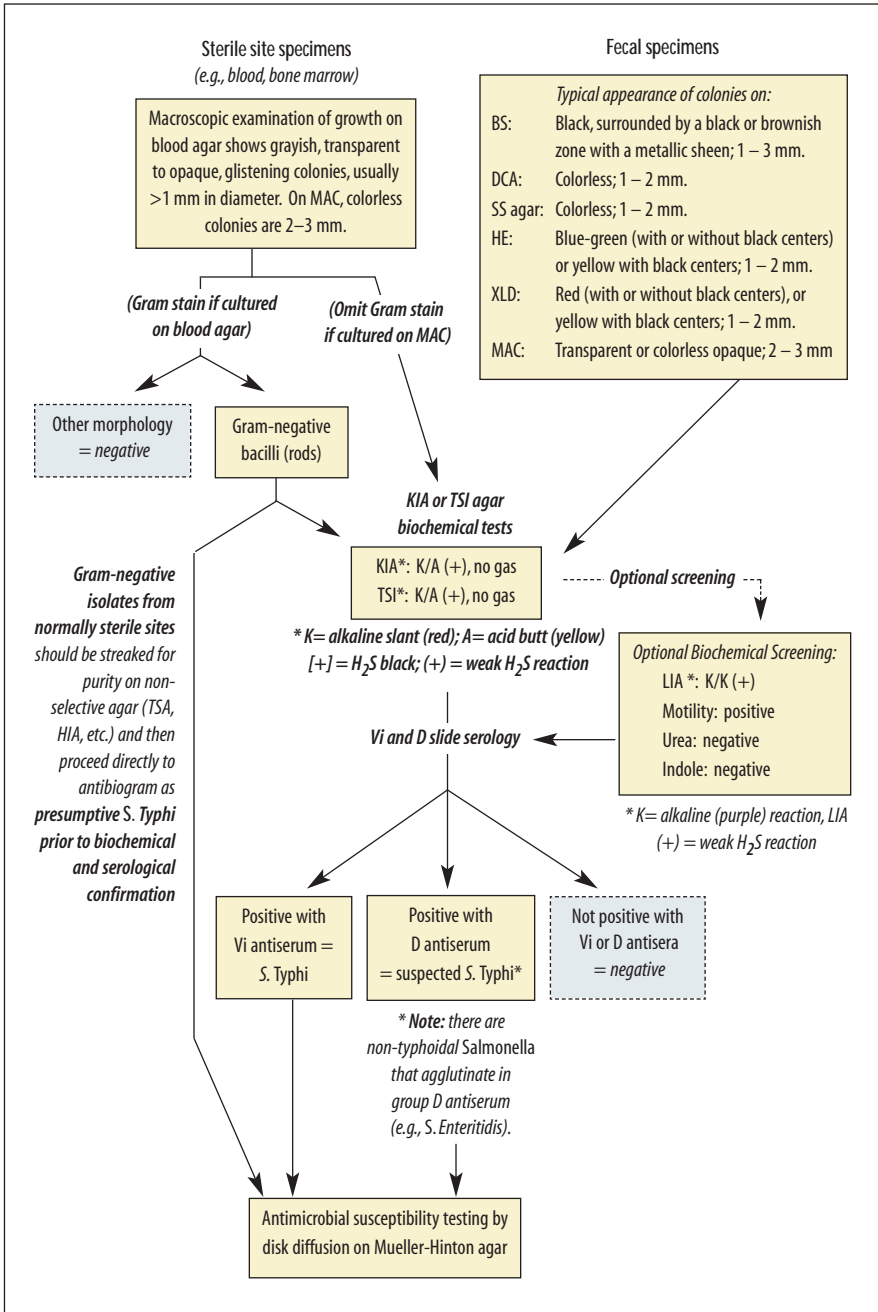 Sterile site specimens
(e.g., blood, bone marrow)
Macroscopic examination of growth on
blood agar shows grayish, transparent
to opaque, glistening colonies, usually
>1 mm in diameter. On MAC, colorless
colonies are 2–3 mm.
Fecal specimens
Typical appearance of colonies on:
BS: Black, surrounded by a black or brownish
zone with a metallic sheen; 1 – 3 mm.
DCA: Colorless; 1 – 2 mm.
SS agar: Colorless; 1 – 2 mm.
HE: Blue-green (with or without black centers)
or yellow with black centers; 1 – 2 mm.
XLD: Red (with or without black centers), or
yellow with black centers; 1 – 2 mm.
MAC: Transparent or colorless opaque; 2 – 3 mm
(Gram stain if cultured
on blood agar)
(Omit Gram stain
if cultured on MAC)
Other morphology
= negative
Gram-negative
bacilli (rods)
KIA or TSI agar
biochemical tests
KIA*: K/A (+), no gas
TSI*: K/A (+), no gas
* K= alkaline slant (red); A= acid butt (yellow)
[+] = H2S black; (+) = weak H2S reaction
Optional screening
Optional Biochemical Screening:
LIA *: K/K (+)
Motility: positive
Urea: negative
Indole: negative
* K= alkaline (purple) reaction, LIA
(+) = weak H2S reaction
Gram-negative
isolates from
normally sterile sites
should be streaked for
purity on non-
selective agar (TSA,
HIA, etc.) and then
proceed directly to
antibiogram as
presumptive S. Typhi
prior to biochemical
and serological
confirmation
Vi and D slide serology
Positive with
Vi antiserum =
S. Typhi
Positive with
D antiserum
= suspected S. Typhi*
Not positive with
Vi or D antisera
= negative
* Note: there are
non-typhoidal Salmonella
that agglutinate in
group D antiserum
(e.g., S. Enteritidis).
Antimicrobial susceptibility testing by
disk diffusion on Mueller-Hinton agar